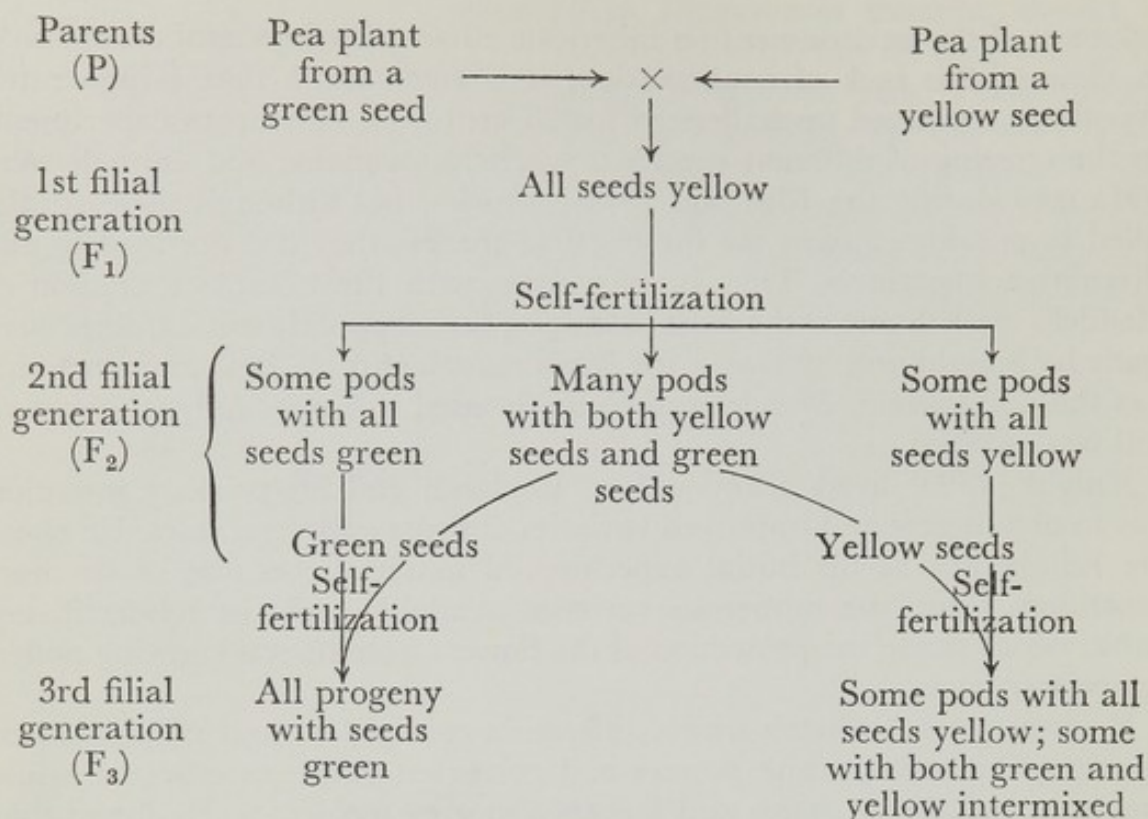 Parents
(P)
Pea plant
from a
green seed
×
Pea plant
from a
yellow seed
1st filial
generation
(F₁)
All seeds yellow
Self-fertilization
2nd filial
generation
(F₂)
Some pods
with all
seeds green
Many pods
with both yellow
seeds and green
seeds
Some pods
with all
seeds yellow
Green seeds
Yellow seeds
Self-
fertilization
Self-
fertilization
3rd filial
generation
(F₃)
All progeny
with seeds
green
Some pods with all
seeds yellow; some
with both green and
yellow intermixed